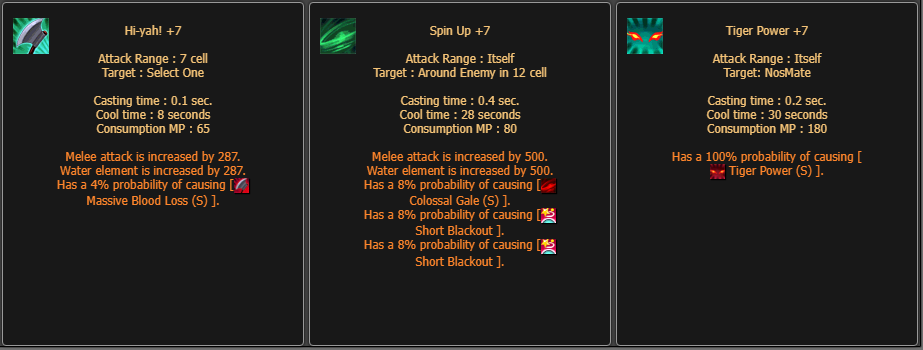 Hi-yah! +7
Attack Range : 7 cell
Target : Select One
Casting time : 0.1 sec.
Cool time : 8 seconds
Consumption MP : 65
Melee attack is increased by 287.
Water element is increased by 287.
Has a 4% probability of causing [
Massive Blood Loss (S) ].
Spin Up +7
Attack Range : Itself
Target : Around Enemy in 12 cell
Casting time : 0.4 sec.
Cool time : 28 seconds
Consumption MP : 80
Melee attack is increased by 500.
Water element is increased by 500.
Has a 8% probability of causing [
Colossal Gale (S) ].
Has a 8% probability of causing [
Short Blackout ].
Has a 8% probability of causing [
Short Blackout ].
Tiger Power +7
Attack Range : Itself
Target: NosMate
Casting time : 0.2 sec.
Cool time : 30 seconds
Consumption MP : 180
Has a 100% probability of causing [
Tiger Power (S) ].